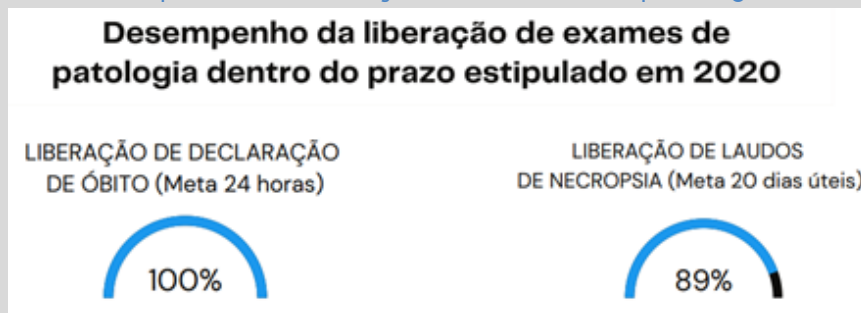 Desempenho da liberação de exames de
patologia dentro do prazo estipulado em 2020
LIBERAÇÃO DE DECLARAÇÃO
DE ÓBITO (Meta 24 horas)
100%
LIBERAÇÃO DE LAUDOS
DE NECROPSIA (Meta 20 dias úteis)
89%